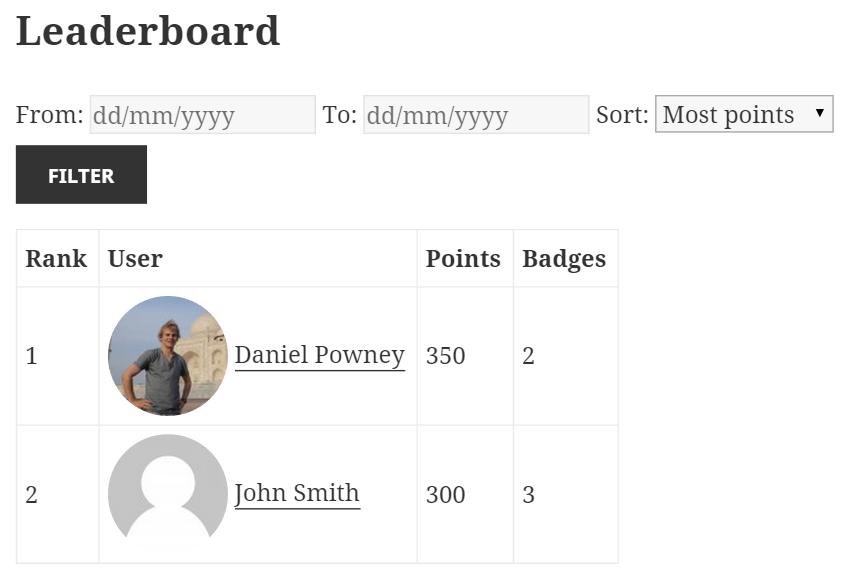 Leaderboard
From: dd/mm/yyyy To: dd/mm/yyyy Sort: Most points
FILTER
Rank User Points Badges
1 Daniel Powney 350 2
2 John Smith 300 3